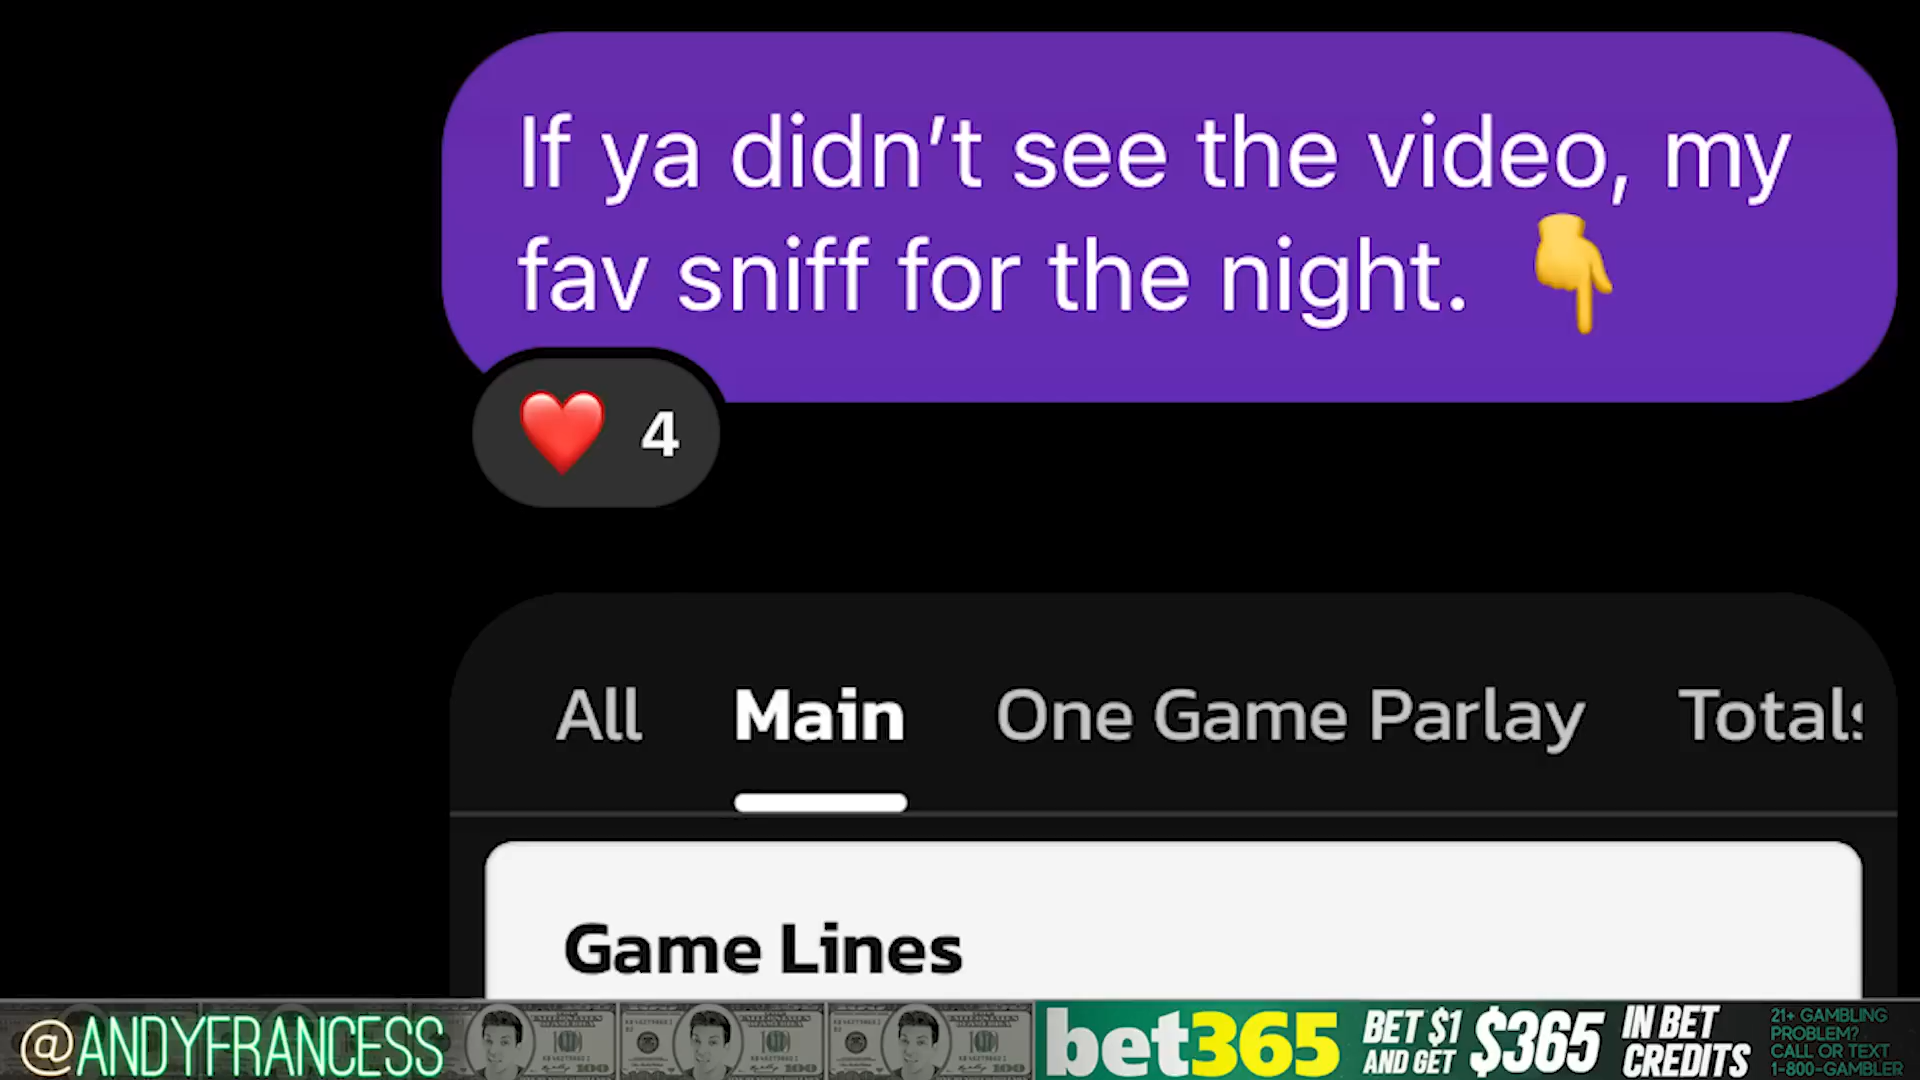 If ya didn't see the video, my
fav sniff for the night. 👇
❤️ 4
All Main One Game Parlay Totals
Game Lines
@ANDYFRANCESS
bet365
BET $1
AND GET
$365
IN BET
CREDITS
21+ GAMBLING
PROBLEM?
CALL OR TEXT
1-800-GAMBLER